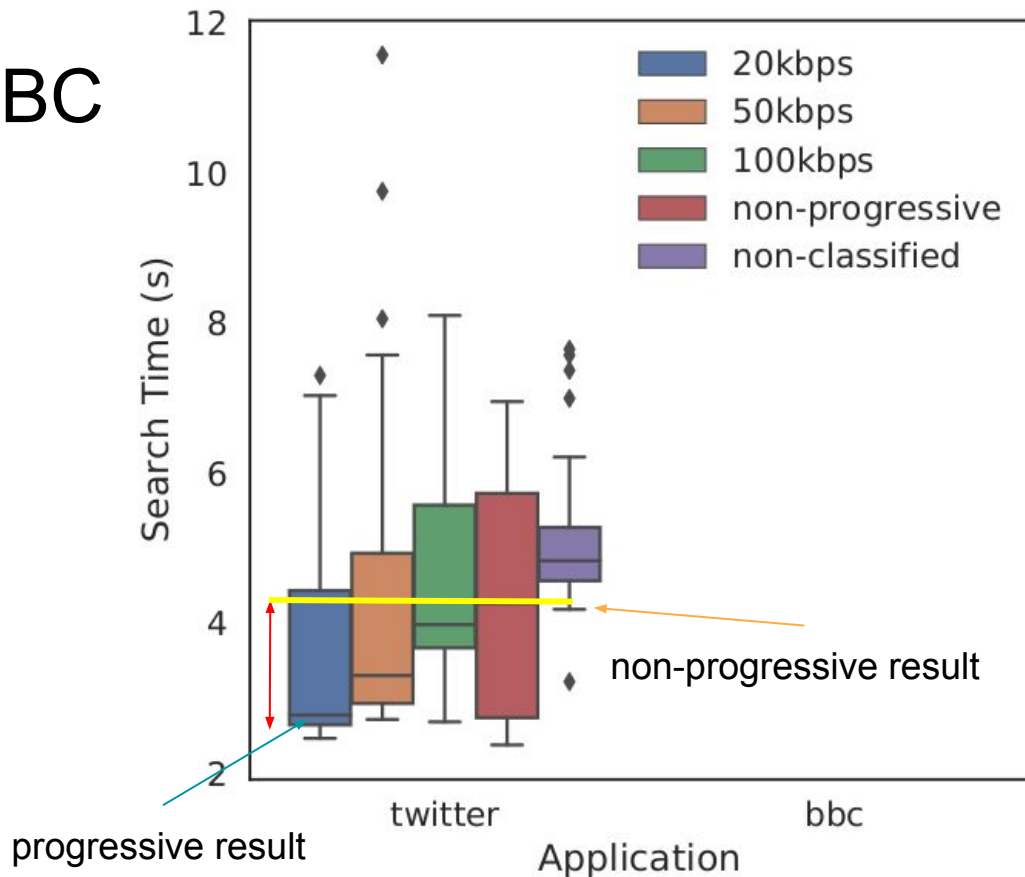 BC
12
10
8
6
4
2
Search Time (s)
20kbps
50kbps
100kbps
non-progressive
non-classified
non-progressive result
progressive result
twitter
bbc
Application